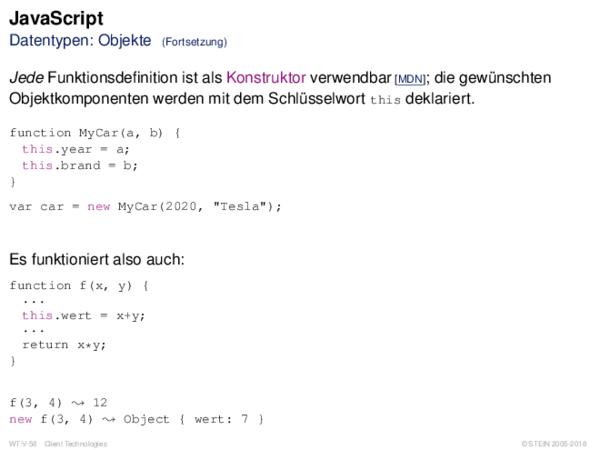 JavaScript
Datentypen: Objekte (Fortsetzung)
Jede Funktionsdefinition ist als Konstruktor verwendbar [MDN]; die gewünschten
Objektkomponenten werden mit dem Schlüsselwort this deklariert.
function MyCar(a, b) {
  this.year = a;
  this.brand = b;
}
var car = new MyCar(2020, "Tesla");
Es funktioniert also auch:
function f(x, y) {
  ...
  this.wert = x+y;
  ...
  return x*y;
}
f(3, 4) ⤳ 12
new f(3, 4) ⤳ Object { wert: 7 }
WT:V-58 Client Technologies ©STEIN 2005-2018